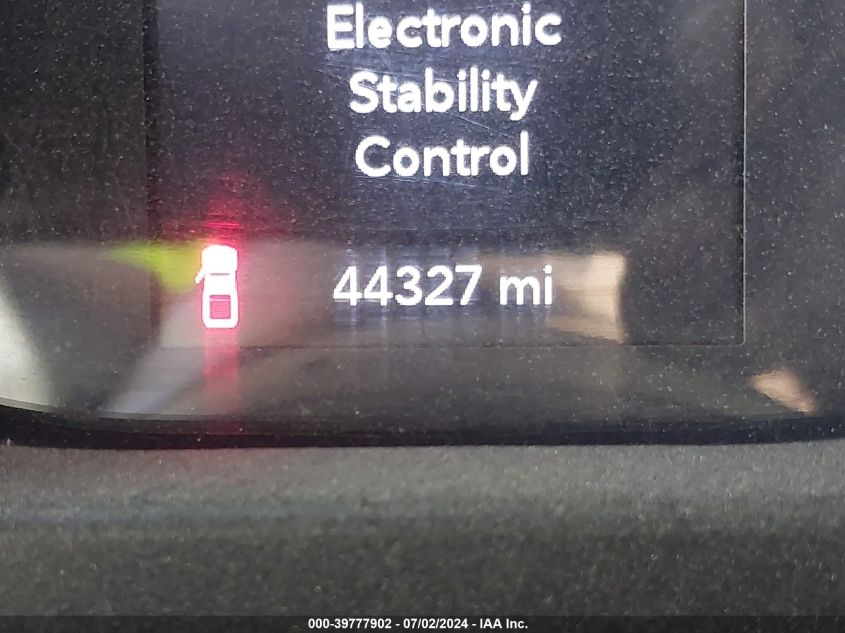 Electronic
Stability
Control
44327 mi
000-39777902 - 07/02/2024 - IAA Inc.